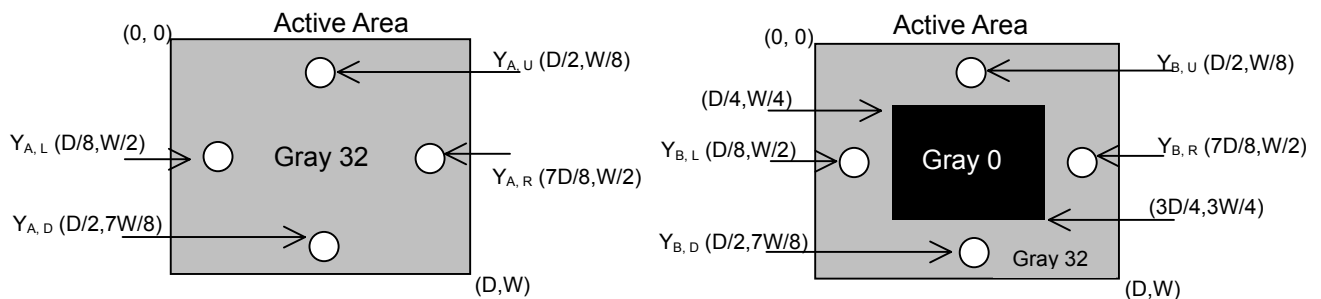 Active Area
(0, 0)
YA, U (D/2,W/8)
YA, L (D/8,W/2)
Gray 32
YA, R (7D/8,W/2)
YA, D (D/2,7W/8)
(D,W)
Active Area
(0, 0)
YB, U (D/2,W/8)
(D/4,W/4)
YB, L (D/8,W/2)
Gray 0
YB, R (7D/8,W/2)
(3D/4,3W/4)
YB, D (D/2,7W/8)
Gray 32
(D,W)